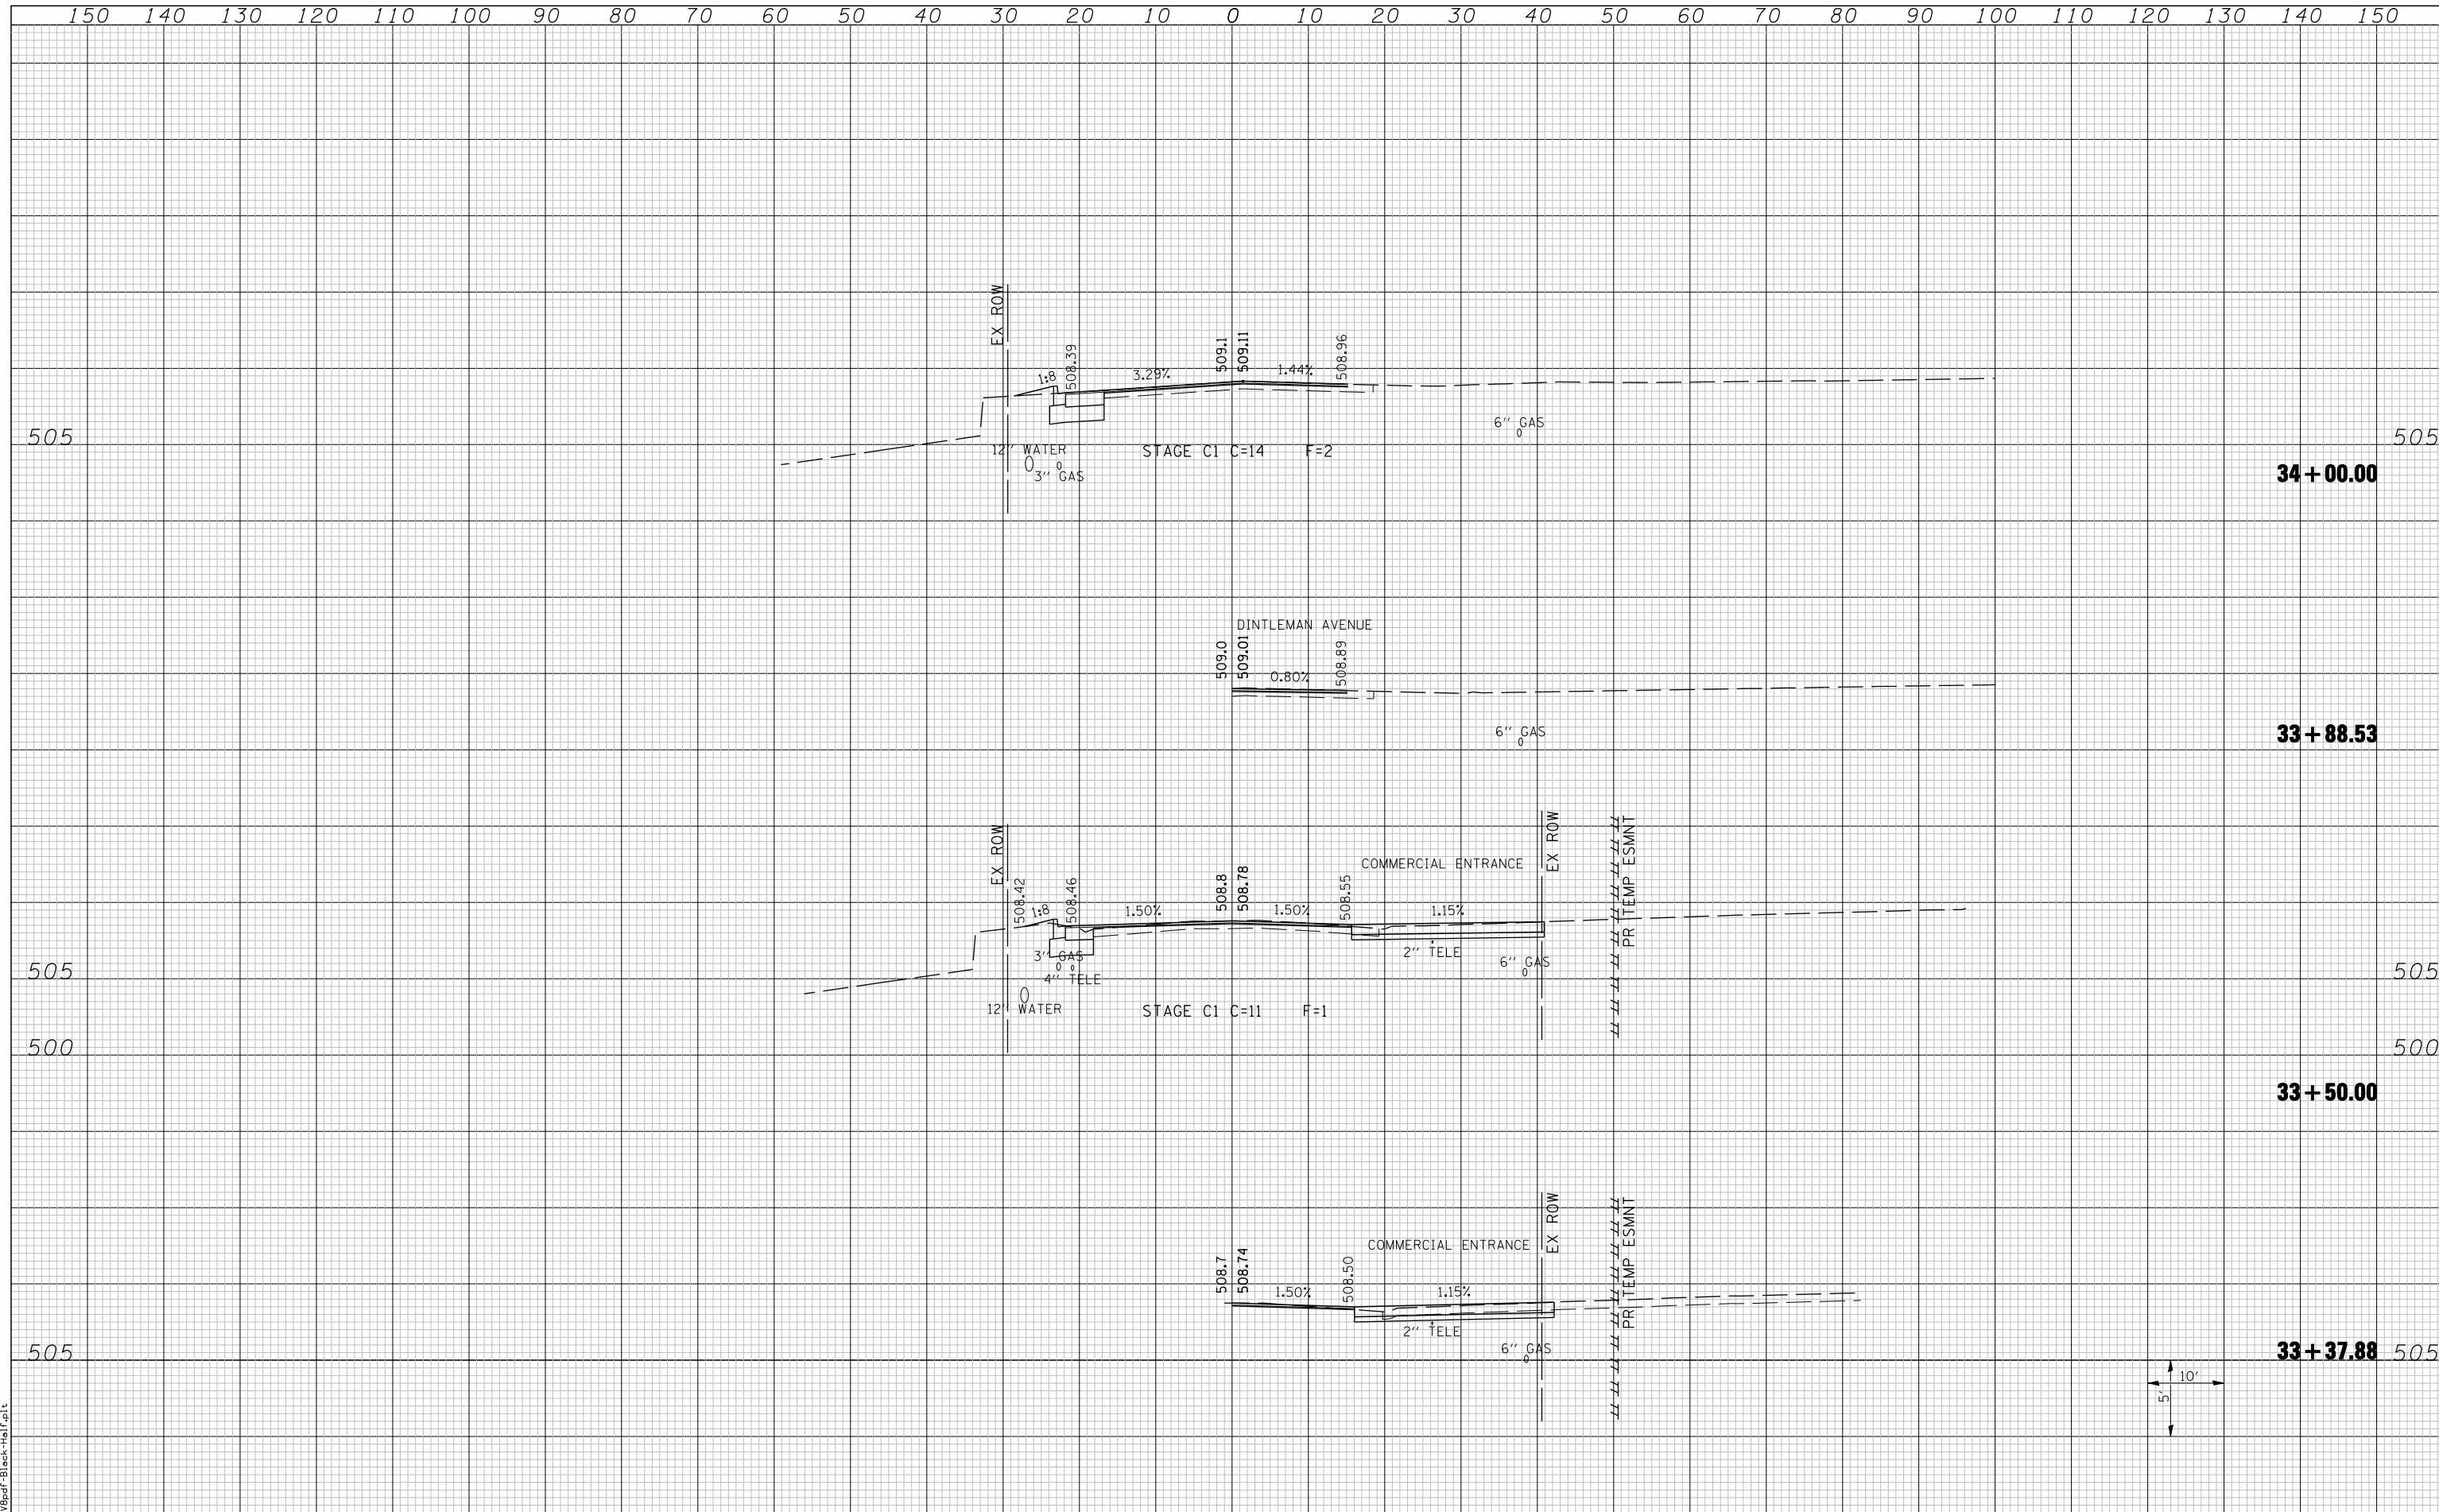 150 140 130 120 110 100 90 80 70 60 50 40 30 20 10 0 10 20 30 40 50 60 70 80 90 100 110 120 130 140 150
EX ROW
1:8
508.39
3.29%
509.1
509.11
1.44%
508.96
505
12'' WATER
3'' GAS
STAGE C1 C=14 F=2
6'' GAS
505
34+00.00
DINTLEMAN AVENUE
509.0
509.01
0.80%
508.89
6'' GAS
33+88.53
EX ROW
508.42
1:8
508.46
1.50%
508.8
508.78
1.50%
508.55
COMMERCIAL ENTRANCE
1.15%
EX ROW
PR TEMP ESMNT
505
3'' GAS
4'' TELE
12'' WATER
STAGE C1 C=11 F=1
2'' TELE
6'' GAS
505
500
500
33+50.00
508.7
508.74
1.50%
508.50
COMMERCIAL ENTRANCE
1.15%
EX ROW
PR TEMP ESMNT
2'' TELE
6'' GAS
505
33+37.88
505
10'
5'
V8pdf-Black-Half.plt